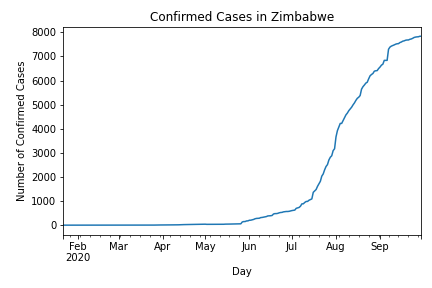 Confirmed Cases in Zimbabwe
Number of Confirmed Cases
8000
7000
6000
5000
4000
3000
2000
1000
0
Feb Mar Apr May Jun Jul Aug Sep
2020
Day